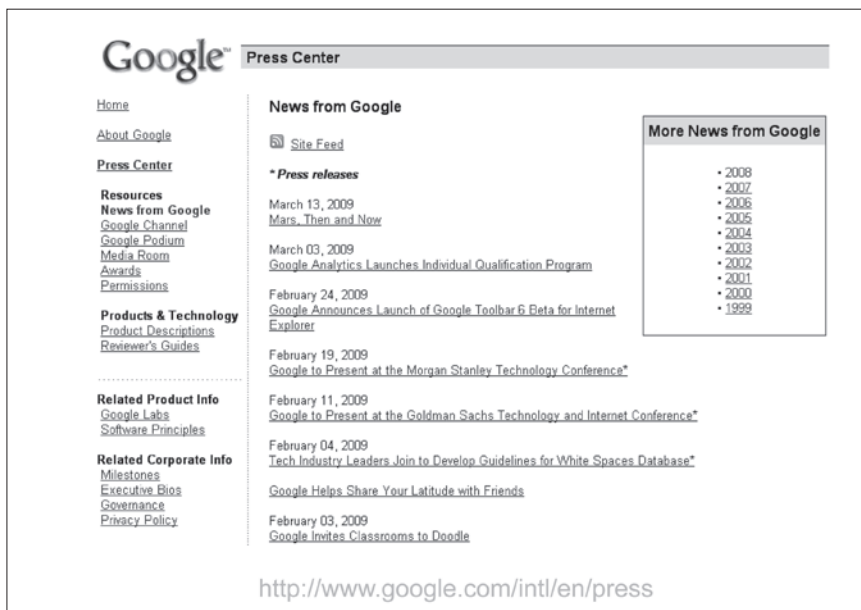 Google™ Press Center
Home
About Google
Press Center
Resources
News from Google
Google Channel
Google Podium
Media Room
Awards
Permissions
Products & Technology
Product Descriptions
Reviewer's Guides
Related Product Info
Google Labs
Software Principles
Related Corporate Info
Milestones
Executive Bios
Governance
Privacy Policy
News from Google
Site Feed
* Press releases
March 13, 2009
Mars, Then and Now
March 03, 2009
Google Analytics Launches Individual Qualification Program
February 24, 2009
Google Announces Launch of Google Toolbar 6 Beta for Internet
Explorer
February 19, 2009
Google to Present at the Morgan Stanley Technology Conference*
February 11, 2009
Google to Present at the Goldman Sachs Technology and Internet Conference*
February 04, 2009
Tech Industry Leaders Join to Develop Guidelines for White Spaces Database*
Google Helps Share Your Latitude with Friends
February 03, 2009
Google Invites Classrooms to Doodle
More News from Google
• 2008
• 2007
• 2006
• 2005
• 2004
• 2003
• 2002
• 2001
• 2000
• 1999
http://www.google.com/intl/en/press